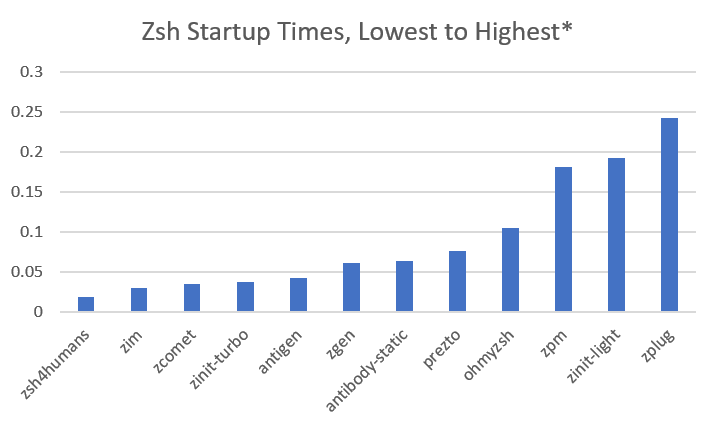 Zsh Startup Times, Lowest to Highest*
0.3
0.25
0.2
0.15
0.1
0.05
0
zsh4humans
zim
zcomet
zinit-turbo
antigen
zgen
antibody-static
prezto
ohmyzsh
zpm
zinit-light
zplug